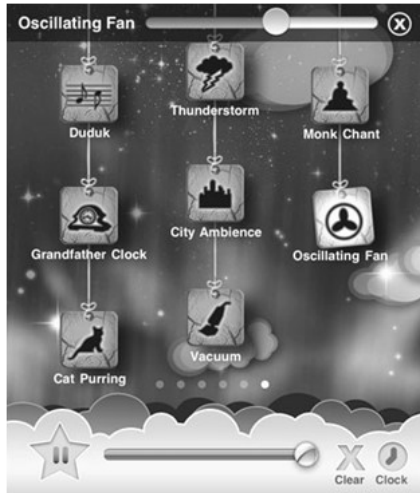 Oscillating Fan
Duduk
Thunderstorm
Monk Chant
Grandfather Clock
City Ambience
Oscillating Fan
Cat Purring
Vacuum
Clear
Clock